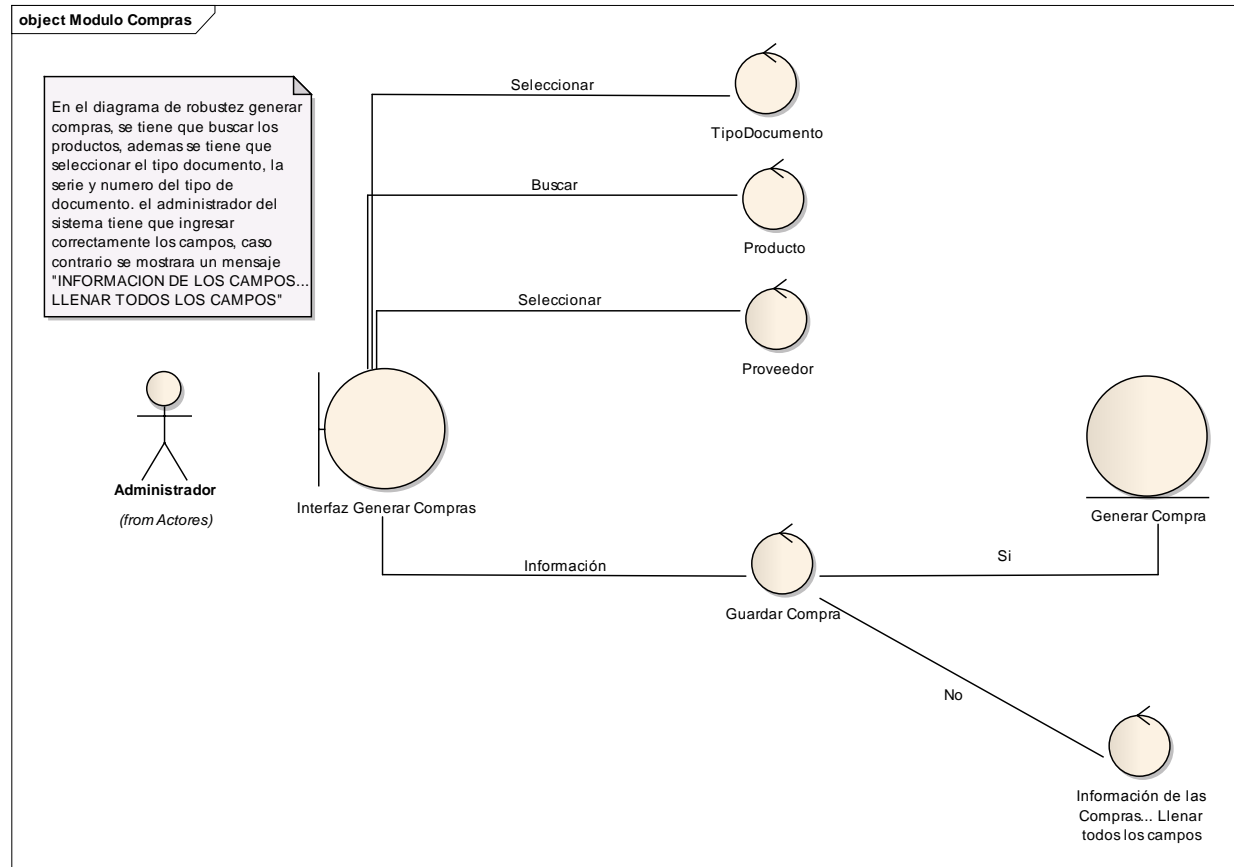 object Modulo Compras
En el diagrama de robustez generar
compras, se tiene que buscar los
productos, ademas se tiene que
seleccionar el tipo documento, la
serie y numero del tipo de
documento. el administrador del
sistema tiene que ingresar
correctamente los campos, caso
contrario se mostrara un mensaje
"INFORMACION DE LOS CAMPOS...
LLENAR TODOS LOS CAMPOS"
Seleccionar
TipoDocumento
Buscar
Producto
Seleccionar
Proveedor
Administrador
(from Actores)
Interfaz Generar Compras
Generar Compra
Información
Guardar Compra
Si
No
Información de las
Compras... Llenar
todos los campos